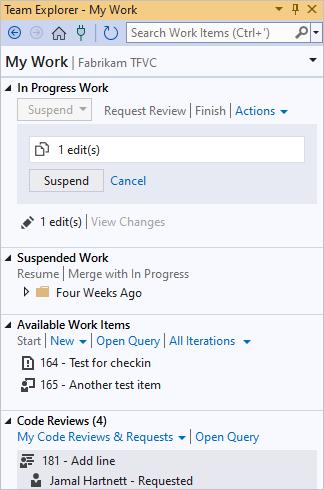 Team Explorer - My Work
Search Work Items (Ctrl+')
My Work | Fabrikam TFVC
In Progress Work
Suspend | Request Review | Finish | Actions
1 edit(s)
Suspend Cancel
1 edit(s) | View Changes
Suspended Work
Resume | Merge with In Progress
Four Weeks Ago
Available Work Items
Start | New | Open Query | All Iterations
164 - Test for checkin
165 - Another test item
Code Reviews (4)
My Code Reviews & Requests | Open Query
181 - Add line
Jamal Hartnett - Requested